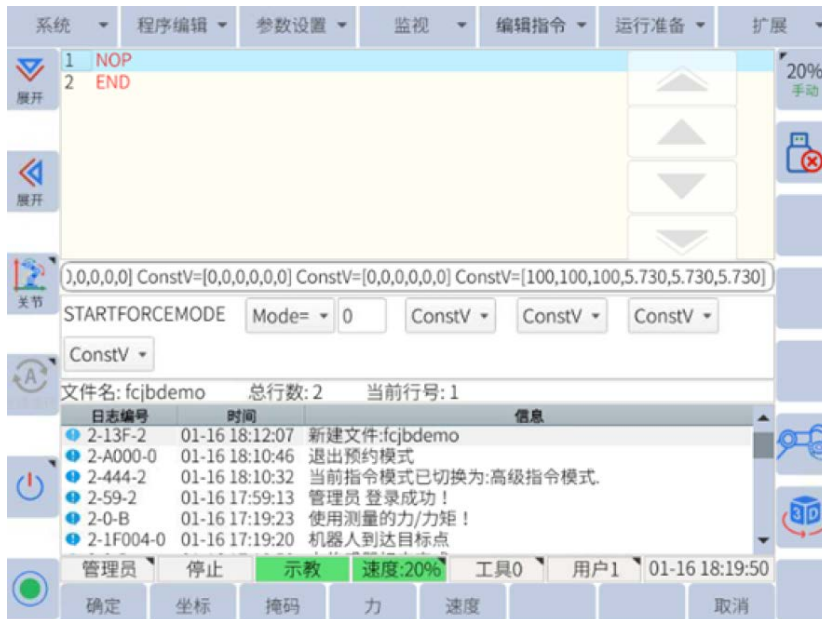 系统 程序编辑 参数设置 监视 编辑指令 运行准备 扩展
1 NOP
2 END
20%
手动
展开
展开
关节
),0,0,0,0] ConstV=[0,0,0,0,0,0] ConstV=[0,0,0,0,0,0] ConstV=[100,100,100,5.730,5.730,5.730]
STARTFORCEMODE Mode= 0 ConstV ConstV ConstV
ConstV
A
文件名: fcjbdemo 总行数: 2 当前行号: 1
日志编号 时间 信息
2-13F-2 01-16 18:12:07 新建文件:fcjbdemo
2-A000-0 01-16 18:10:46 退出预约模式
2-444-2 01-16 18:10:32 当前指令模式已切换为:高级指令模式.
2-59-2 01-16 17:59:13 管理员 登录成功！
2-0-B 01-16 17:19:23 使用测量的力/力矩！
2-1F004-0 01-16 17:19:20 机器人到达目标点
3D
管理员 停止 示教 速度:20% 工具0 用户1 01-16 18:19:50
确定 坐标 掩码 力 速度 取消